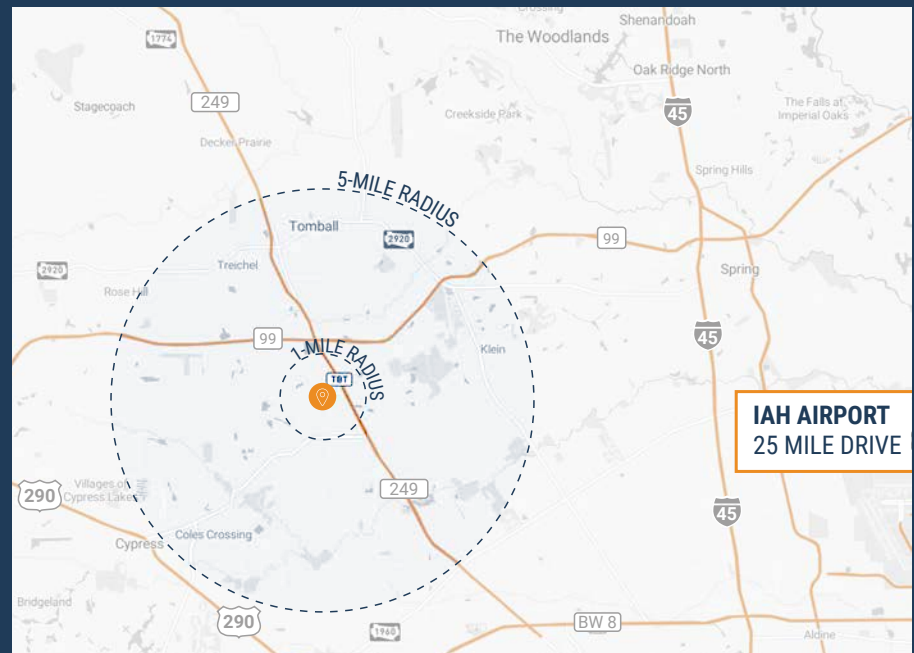 Crossing
Shenandoah
The Woodlands
1774
Oak Ridge North
249
45
Stagecoach
Creekside Park
The Falls at
Imperial Oaks
Decker Prairie
Spring Hills
5-MILE RADIUS
Tomball
2920
99
Treichel
2920
Spring
Rose Hill
99
45
1-MILE RADIUS
Klein
TOT
IAH AIRPORT
25 MILE DRIVE
290
Villages of
Cypress Lake
249
45
Coles Crossing
Cypress
Bridgeland
290
1960
BW 8
Aldine